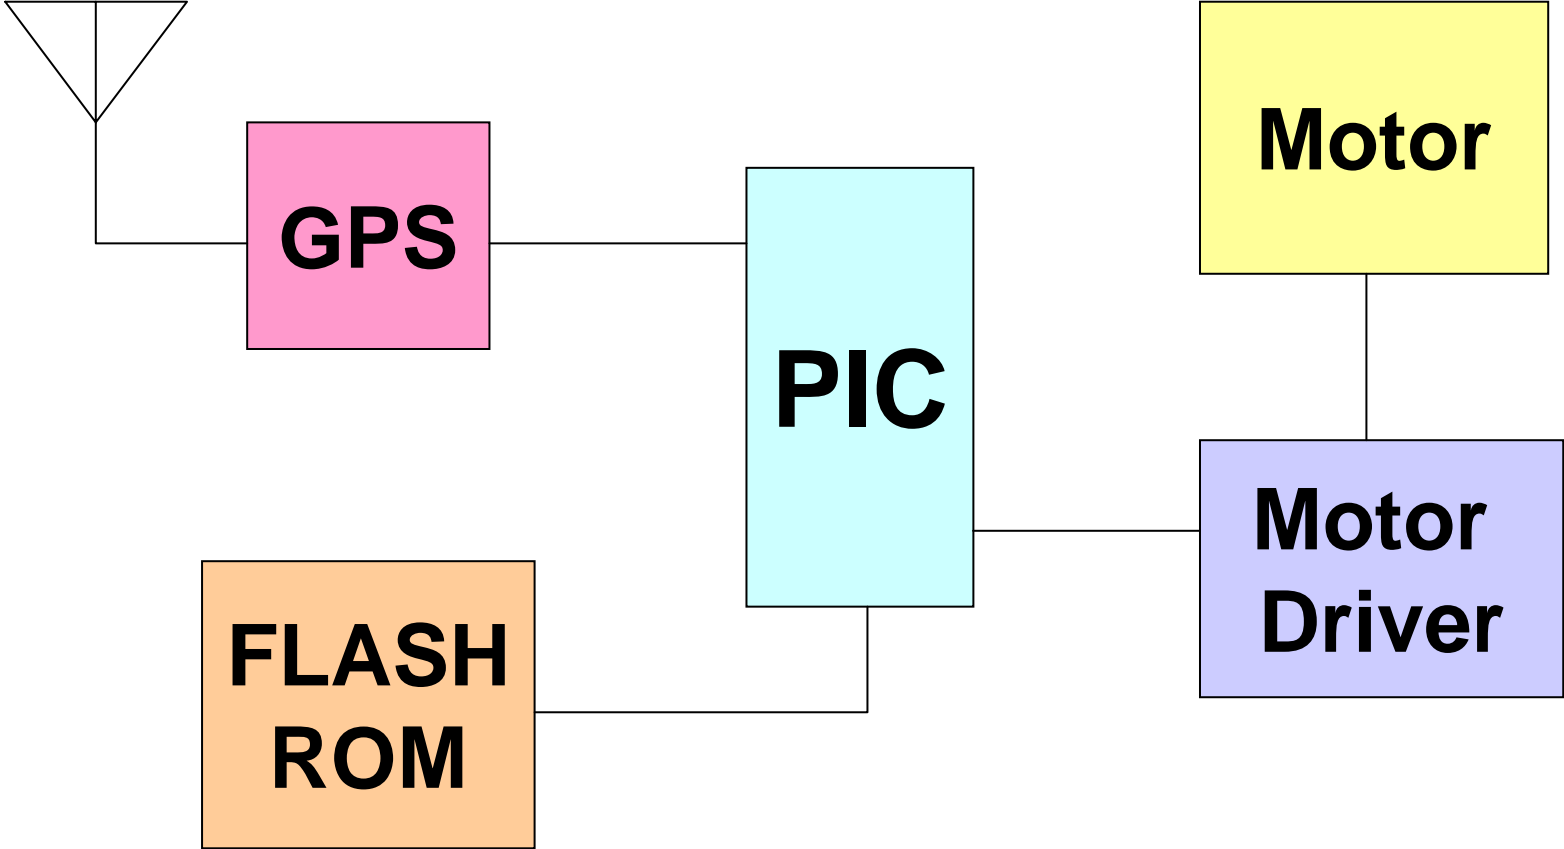 GPS
PIC
Motor
Motor
Driver
FLASH
ROM